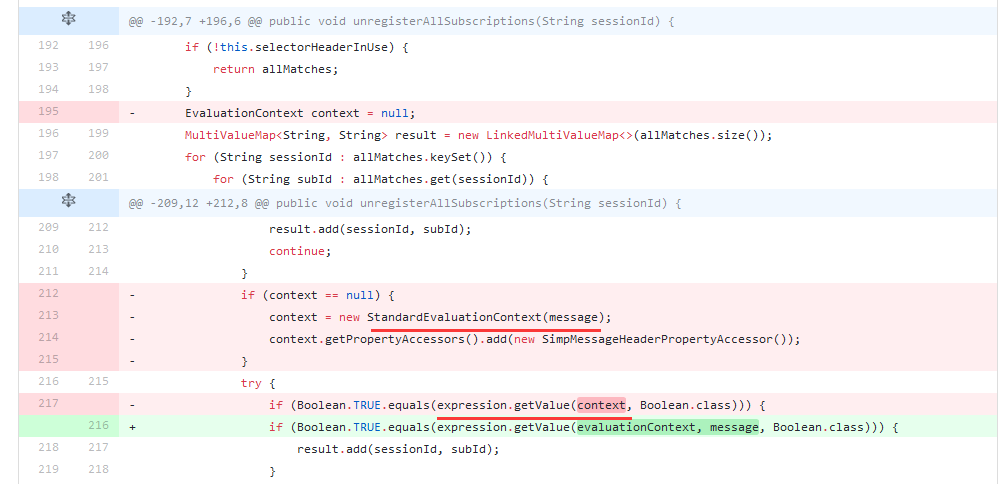 @@ -192,7 +196,6 @@ public void unregisterAllSubscriptions(String sessionId) {
192 196 if (!this.selectorHeaderInUse) {
193 197 return allMatches;
194 198 }
195 - EvaluationContext context = null;
196 199 MultiValueMap<String, String> result = new LinkedMultiValueMap<>(allMatches.size());
197 200 for (String sessionId : allMatches.keySet()) {
198 201 for (String subId : allMatches.get(sessionId)) {
@@ -209,12 +212,8 @@ public void unregisterAllSubscriptions(String sessionId) {
209 212 result.add(sessionId, subId);
210 213 continue;
211 214 }
212 - if (context == null) {
213 - context = new StandardEvaluationContext(message);
214 - context.getPropertyAccessors().add(new SimpMessageHeaderPropertyAccessor());
215 - }
216 215 try {
217 - if (Boolean.TRUE.equals(expression.getValue(context, Boolean.class))) {
216 + if (Boolean.TRUE.equals(expression.getValue(evaluationContext, message, Boolean.class))) {
218 217 result.add(sessionId, subId);
219 218 }